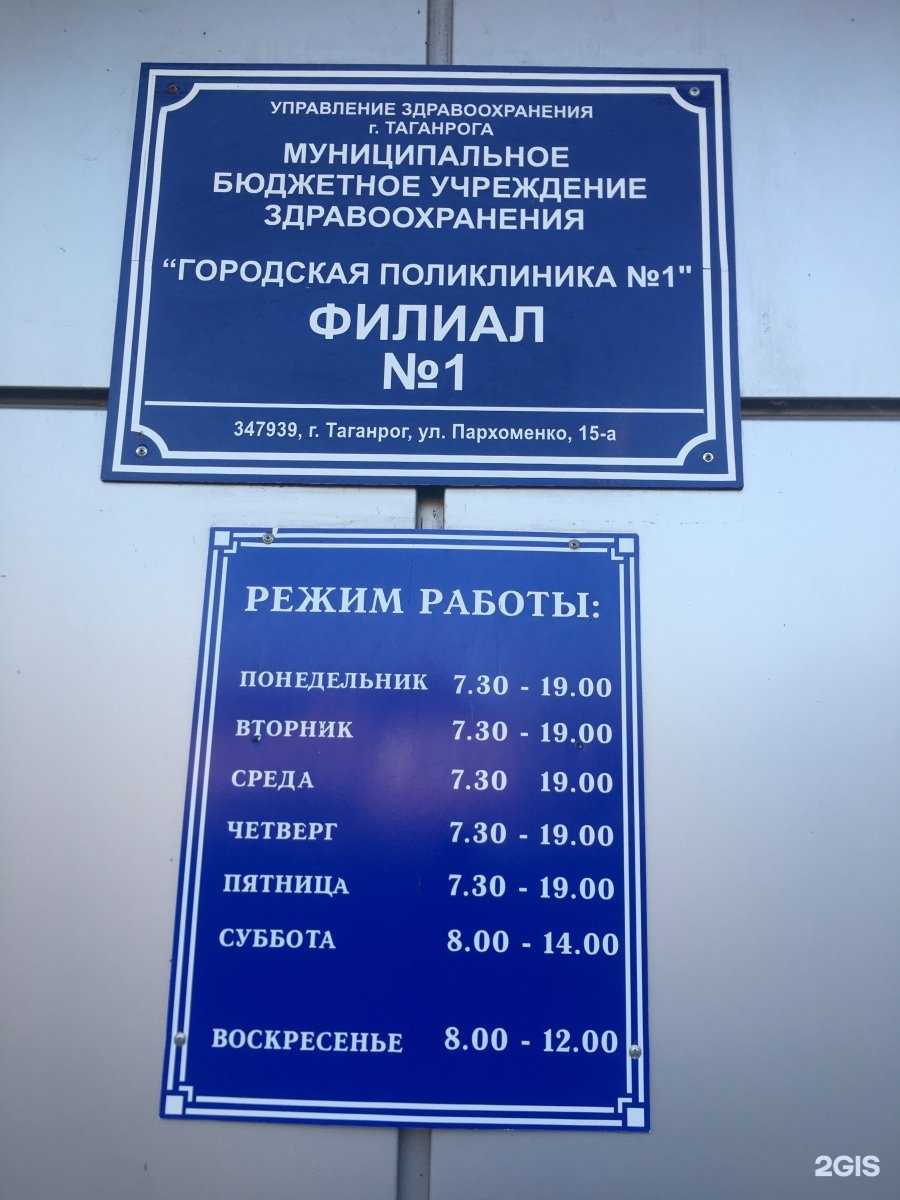 УПРАВЛЕНИЕ ЗДРАВООХРАНЕНИЯ
г. ТАГАНРОГА
МУНИЦИПАЛЬНОЕ
БЮДЖЕТНОЕ УЧРЕЖДЕНИЕ
ЗДРАВООХРАНЕНИЯ
“ГОРОДСКАЯ ПОЛИКЛИНИКА №1"
ФИЛИАЛ
№1
347939, г. Таганрог, ул. Пархоменко, 15-а
РЕЖИМ РАБОТЫ:
ПОНЕДЕЛЬНИК 7.30 - 19.00
ВТОРНИК 7.30 - 19.00
СРЕДА 7.30 19.00
ЧЕТВЕРГ 7.30 - 19.00
ПЯТНИЦА 7.30 - 19.00
СУББОТА 8.00 - 14.00
ВОСКРЕСЕНЬЕ 8.00 - 12.00
2GIS